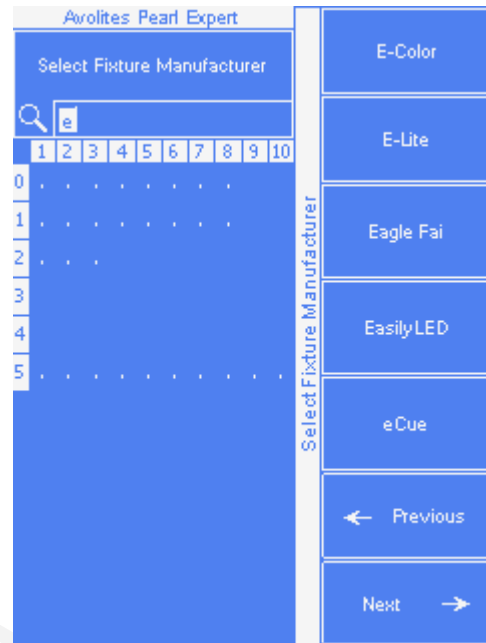 Avolites Pearl Expert
Select Fixture Manufacturer
e
1 2 3 4 5 6 7 8 9 10
0 . . . . . . . .
1 . . . . . . . .
2 . . .
3
4
5 . . . . . . . . . .
Select Fixture Manufacturer
E-Color
E-Lite
Eagle Fai
EasilyLED
eCue
← Previous
Next →